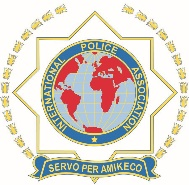 INTERNATIONAL POLICE ASSOCIATION
SERVO PER AMIKECO